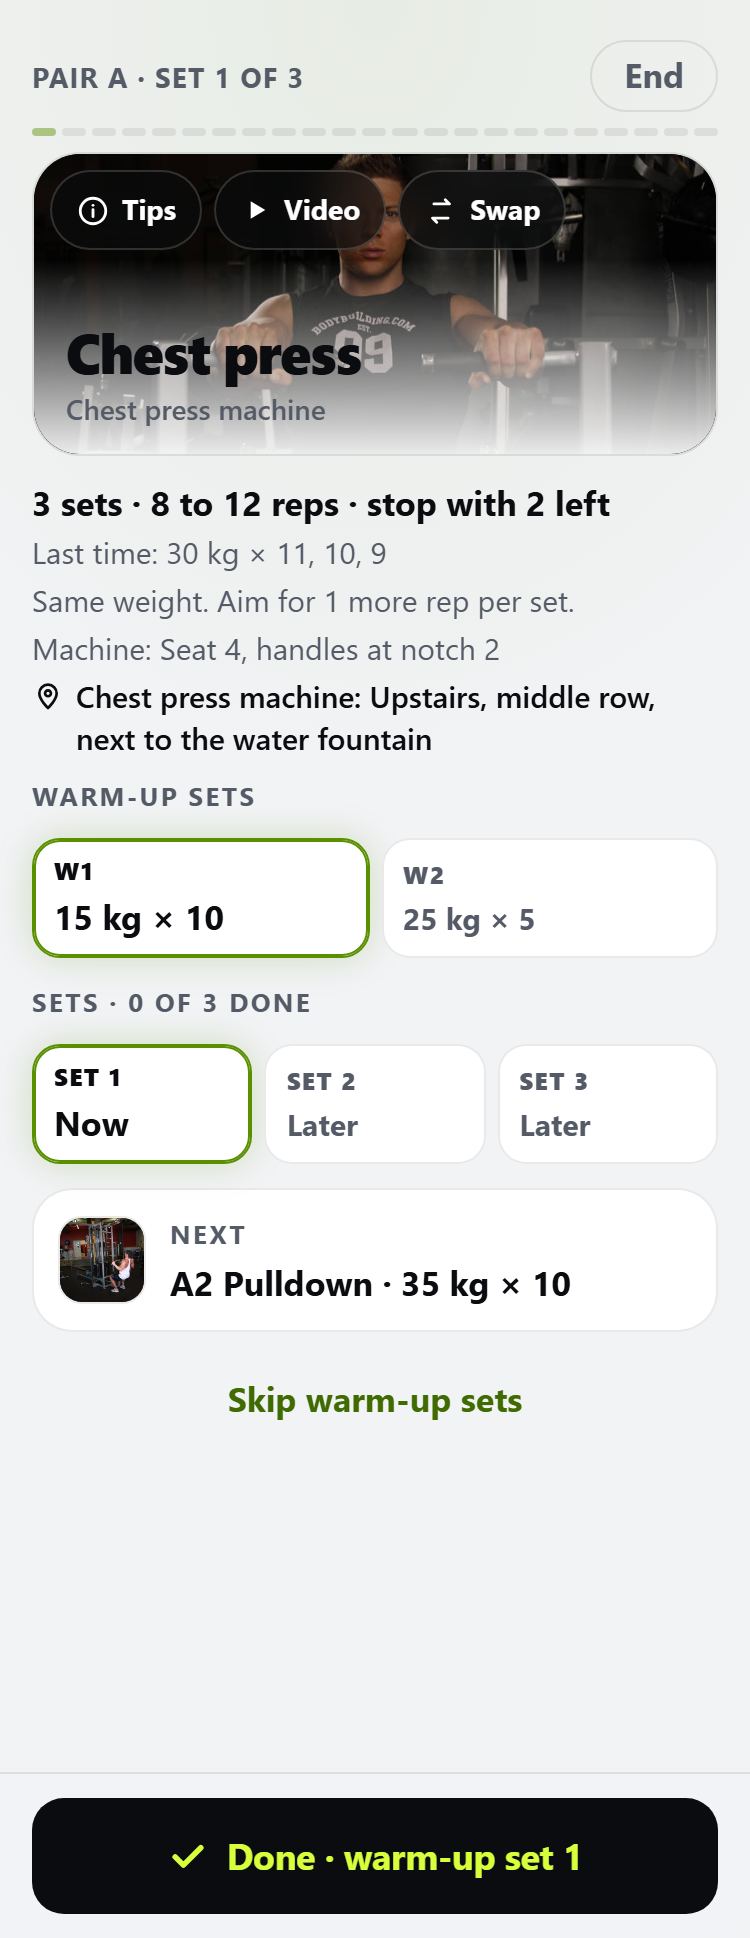 PAIR A · SET 1 OF 3
End
Tips
Video
Swap
BODYBUILDING.COM
EST.
99
Chest press
Chest press machine
3 sets · 8 to 12 reps · stop with 2 left
Last time: 30 kg × 11, 10, 9
Same weight. Aim for 1 more rep per set.
Machine: Seat 4, handles at notch 2
Chest press machine: Upstairs, middle row,
next to the water fountain
WARM-UP SETS
W1
15 kg × 10
W2
25 kg × 5
SETS · 0 OF 3 DONE
SET 1
Now
SET 2
Later
SET 3
Later
NEXT
A2 Pulldown · 35 kg × 10
Skip warm-up sets
Done · warm-up set 1